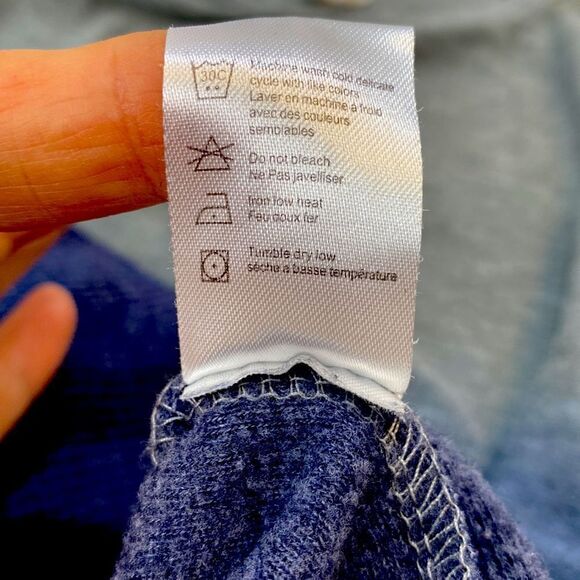 30C
Machine wash cold delicate
cycle with like colors
Laver en machine à froid
avec des couleurs
semblables
Do not bleach
Ne Pas javelliser
Iron low heat
Feu doux fer
Tumble dry low
séche a basse température